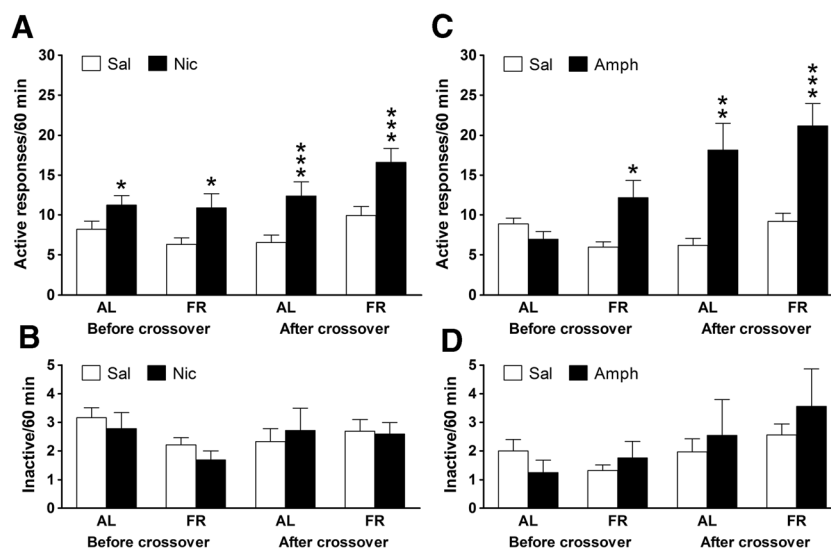 A
Active responses/60 min
30
25
20
15
10
5
0
Sal Nic
* * *** ***
AL FR AL FR
Before crossover After crossover
B
Inactive/60 min
5
4
3
2
1
0
Sal Nic
AL FR AL FR
Before crossover After crossover
C
Active responses/60 min
30
25
20
15
10
5
0
Sal Amph
* ** ***
AL FR AL FR
Before crossover After crossover
D
Inactive/60 min
5
4
3
2
1
0
Sal Amph
AL FR AL FR
Before crossover After crossover